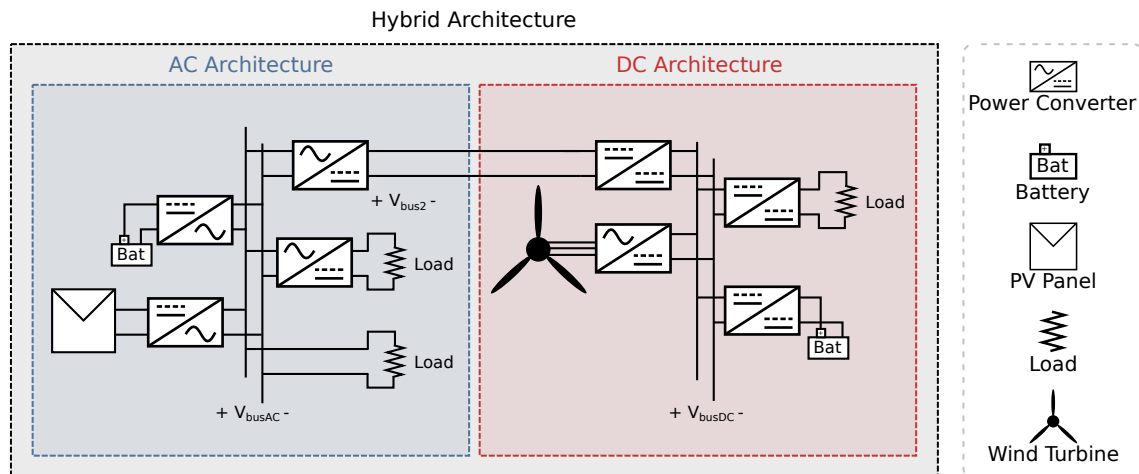 Hybrid Architecture
AC Architecture
DC Architecture
+ Vbus2 -
Bat
Load
Load
+ VbusAC -
Load
Bat
+ VbusDC -
Power Converter
+
Bat
Battery
PV Panel
Load
Wind Turbine